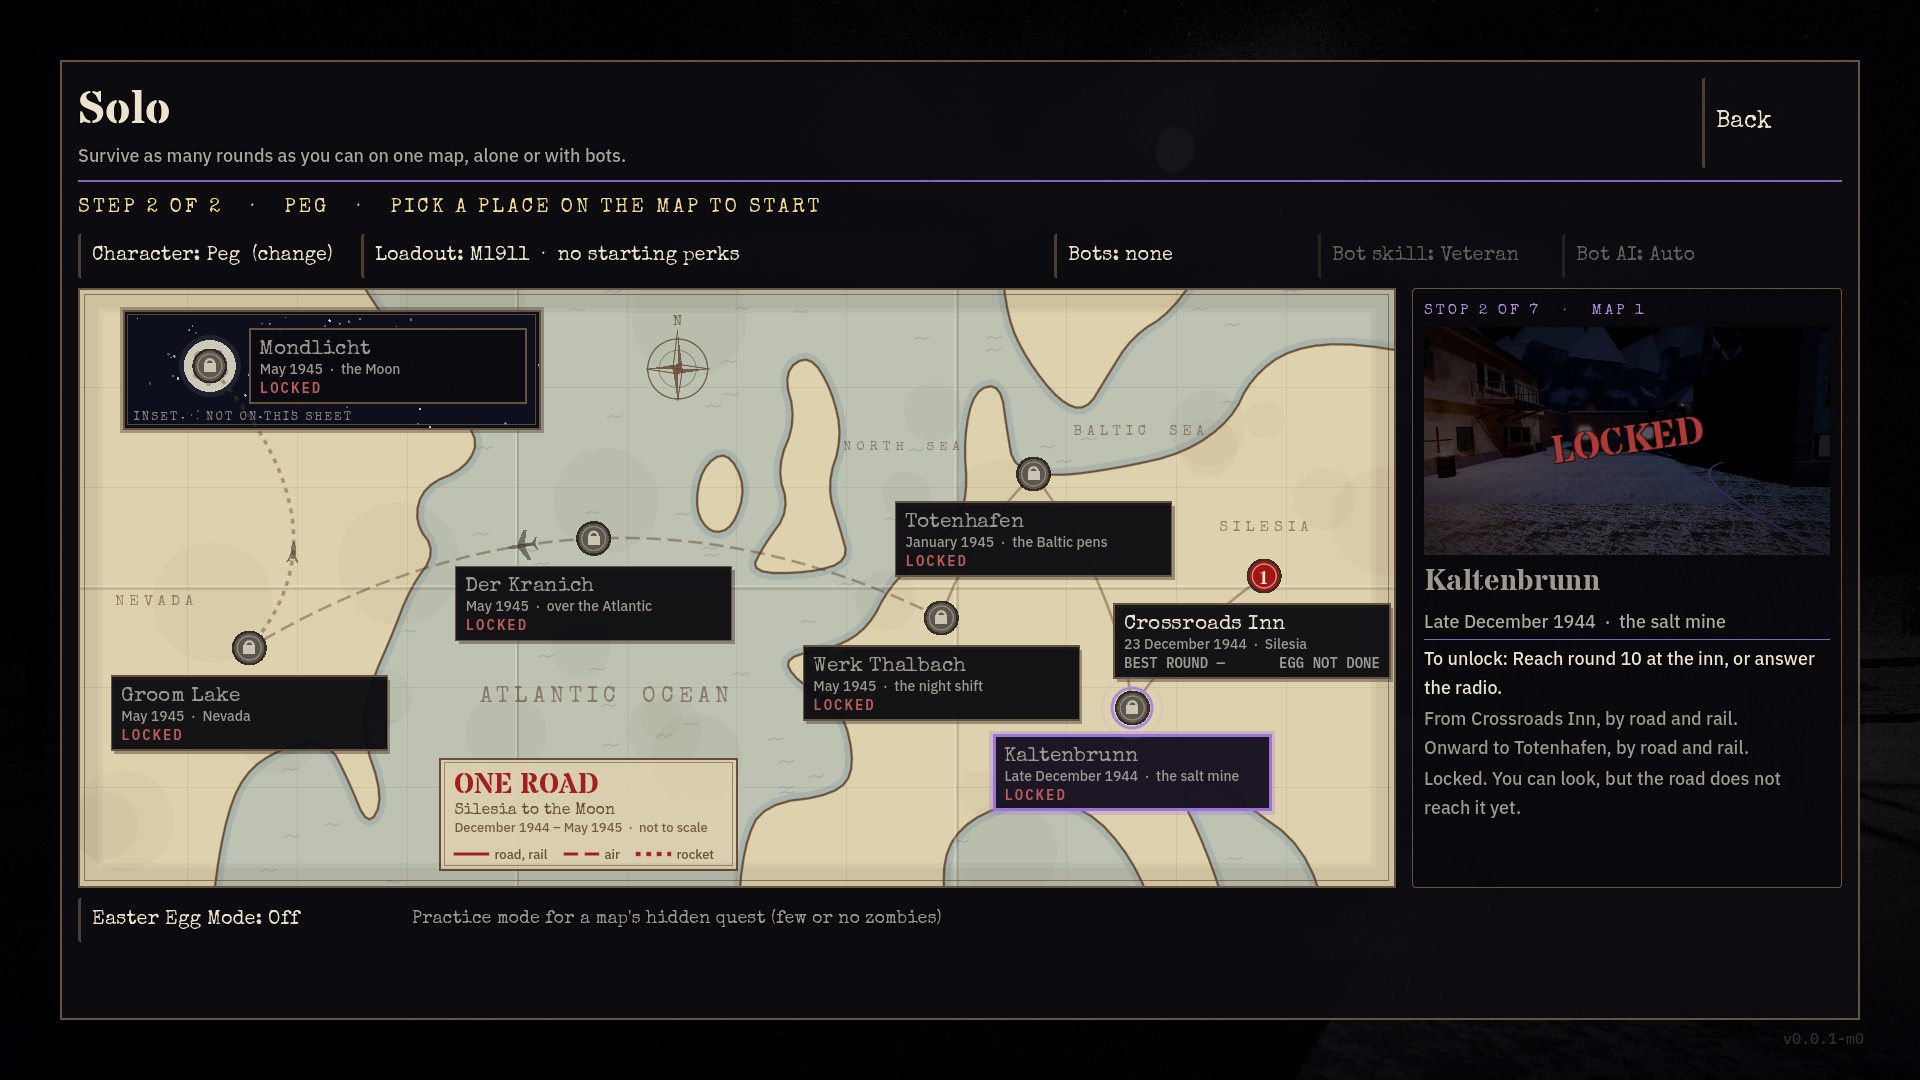 Solo
Back
Survive as many rounds as you can on one map, alone or with bots.
STEP 2 OF 2 · PEG · PICK A PLACE ON THE MAP TO START
Character: Peg (change)
Loadout: M1911 · no starting perks
Bots: none
Bot skill: Veteran
Bot AI: Auto
Mondlicht
May 1945 · the Moon
LOCKED
INSET · NOT ON THIS SHEET
N
NORTH SEA
BALTIC SEA
SILESIA
NEVADA
ATLANTIC OCEAN
Totenhafen
January 1945 · the Baltic pens
LOCKED
1
Der Kranich
May 1945 · over the Atlantic
LOCKED
Crossroads Inn
23 December 1944 · Silesia
BEST ROUND – EGG NOT DONE
Werk Thalbach
May 1945 · the night shift
LOCKED
Groom Lake
May 1945 · Nevada
LOCKED
Kaltenbrunn
Late December 1944 · the salt mine
LOCKED
ONE ROAD
Silesia to the Moon
December 1944 – May 1945 · not to scale
road, rail
air
rocket
STOP 2 OF 7 · MAP 1
LOCKED
Kaltenbrunn
Late December 1944 · the salt mine
To unlock: Reach round 10 at the inn, or answer
the radio.
From Crossroads Inn, by road and rail.
Onward to Totenhafen, by road and rail.
Locked. You can look, but the road does not
reach it yet.
Easter Egg Mode: Off
Practice mode for a map's hidden quest (few or no zombies)
v0.0.1-m0